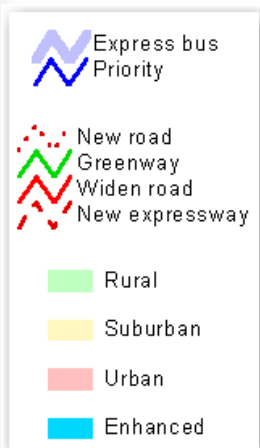 Express bus
Priority
New road
Greenway
Widen road
New expressway
Rural
Suburban
Urban
Enhanced